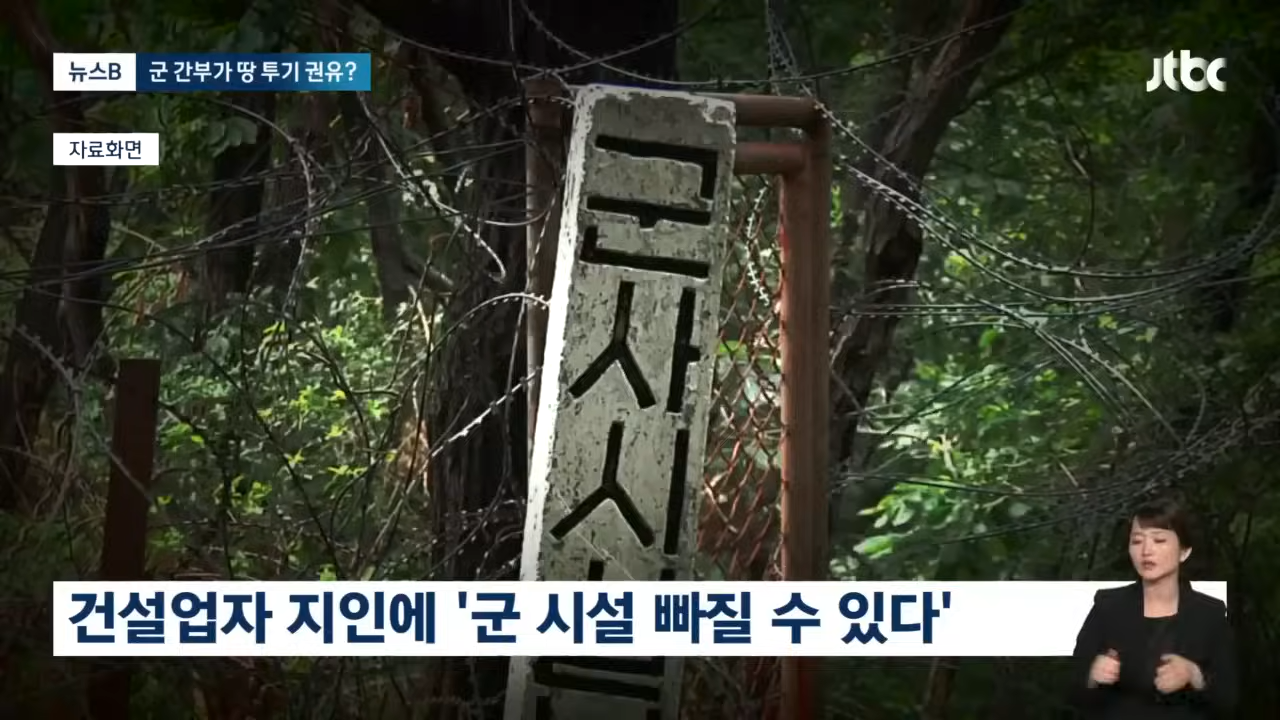 뉴스B 군 간부가 땅 투기 권유?
jtbc
자료화면
군사시
건설업자 지인에 '군 시설 빠질 수 있다'